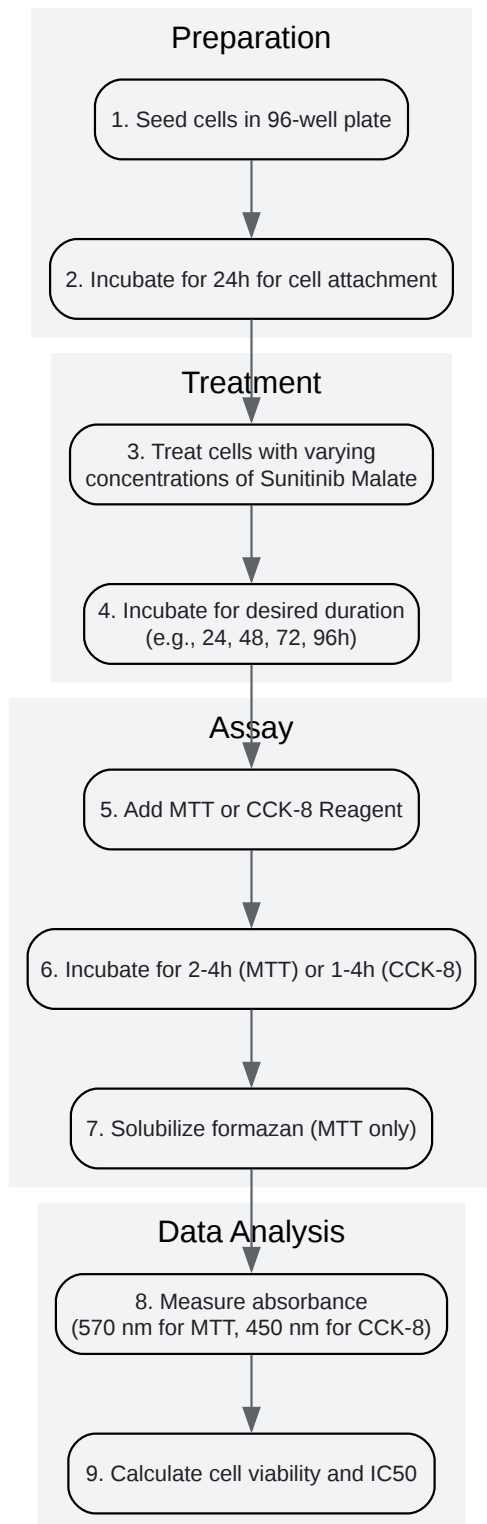 Preparation
1. Seed cells in 96-well plate
2. Incubate for 24h for cell attachment
Treatment
3. Treat cells with varying
concentrations of Sunitinib Malate
4. Incubate for desired duration
(e.g., 24, 48, 72, 96h)
Assay
5. Add MTT or CCK-8 Reagent
6. Incubate for 2-4h (MTT) or 1-4h (CCK-8)
7. Solubilize formazan (MTT only)
Data Analysis
8. Measure absorbance
(570 nm for MTT, 450 nm for CCK-8)
9. Calculate cell viability and IC50